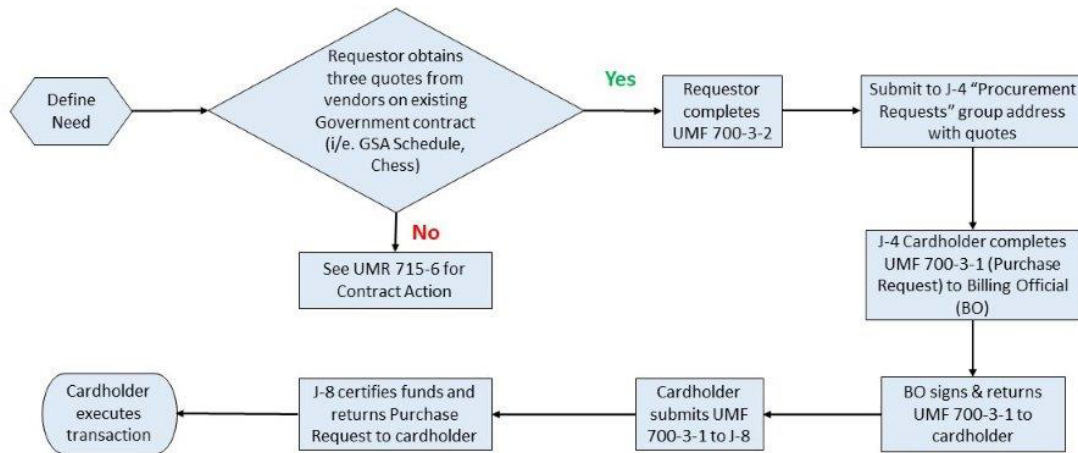 Define
Need
Requestor obtains
three quotes from
vendors on existing
Government contract
(i/e. GSA Schedule,
Chess)
Yes
Requestor
completes
UMF 700-3-2
Submit to J-4 “Procurement
Requests” group address
with quotes
No
See UMR 715-6 for
Contract Action
J-4 Cardholder completes
UMF 700-3-1 (Purchase
Request) to Billing Official
(BO)
BO signs & returns
UMF 700-3-1 to
cardholder
Cardholder
submits UMF
700-3-1 to J-8
J-8 certifies funds and
returns Purchase
Request to cardholder
Cardholder
executes
transaction